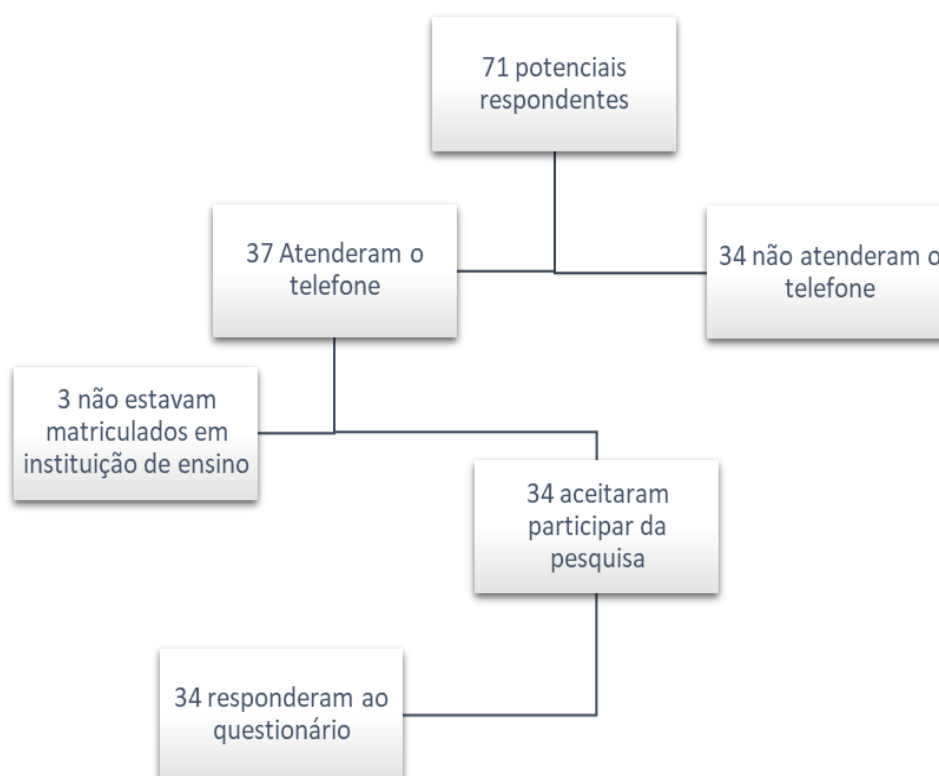 71 potenciais
respondentes
37 Atenderam o
telefone
34 não atenderam o
telefone
3 não estavam
matriculados em
instituição de ensino
34 aceitaram
participar da
pesquisa
34 responderam ao
questionário